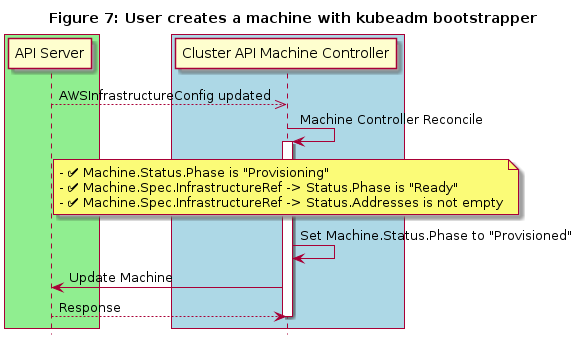 Figure 7: User creates a machine with kubeadm bootstrapper
API Server
Cluster API Machine Controller
AWSInfrastructureConfig updated
Machine Controller Reconcile
- ✔ Machine.Status.Phase is "Provisioning"
- ✔ Machine.Spec.InfrastructureRef -> Status.Phase is "Ready"
- ✔ Machine.Spec.InfrastructureRef -> Status.Addresses is not empty
Set Machine.Status.Phase to "Provisioned"
Update Machine
Response